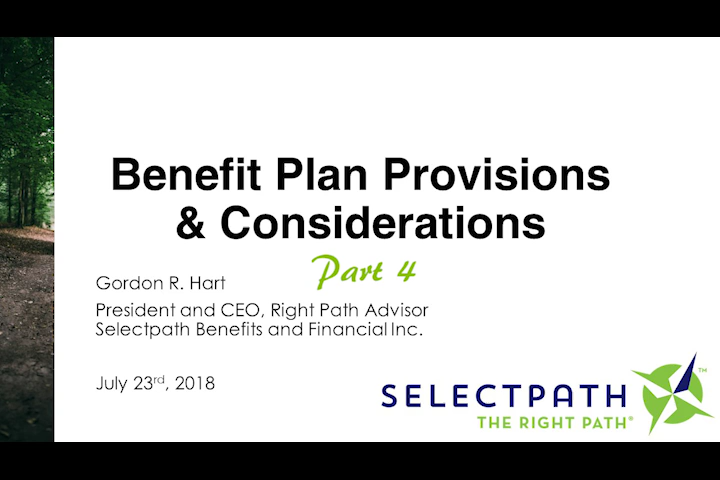 Benefit Plan Provisions
& Considerations
Part 4
Gordon R. Hart
President and CEO, Right Path Advisor
Selectpath Benefits and Financial Inc.
July 23rd, 2018
SELECTPATH™
THE RIGHT PATH®